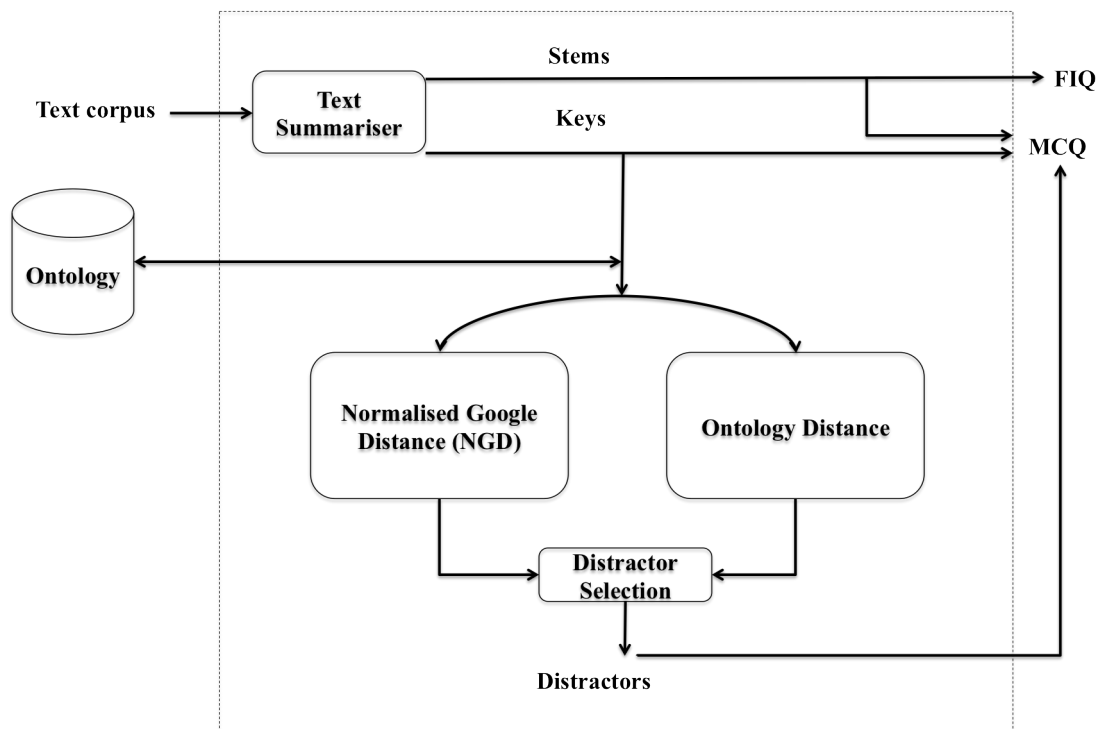 Stems
FIQ
Text corpus
Text
Summariser
Keys
MCQ
Ontology
Normalised Google
Distance (NGD)
Ontology Distance
Distractor
Selection
Distractors